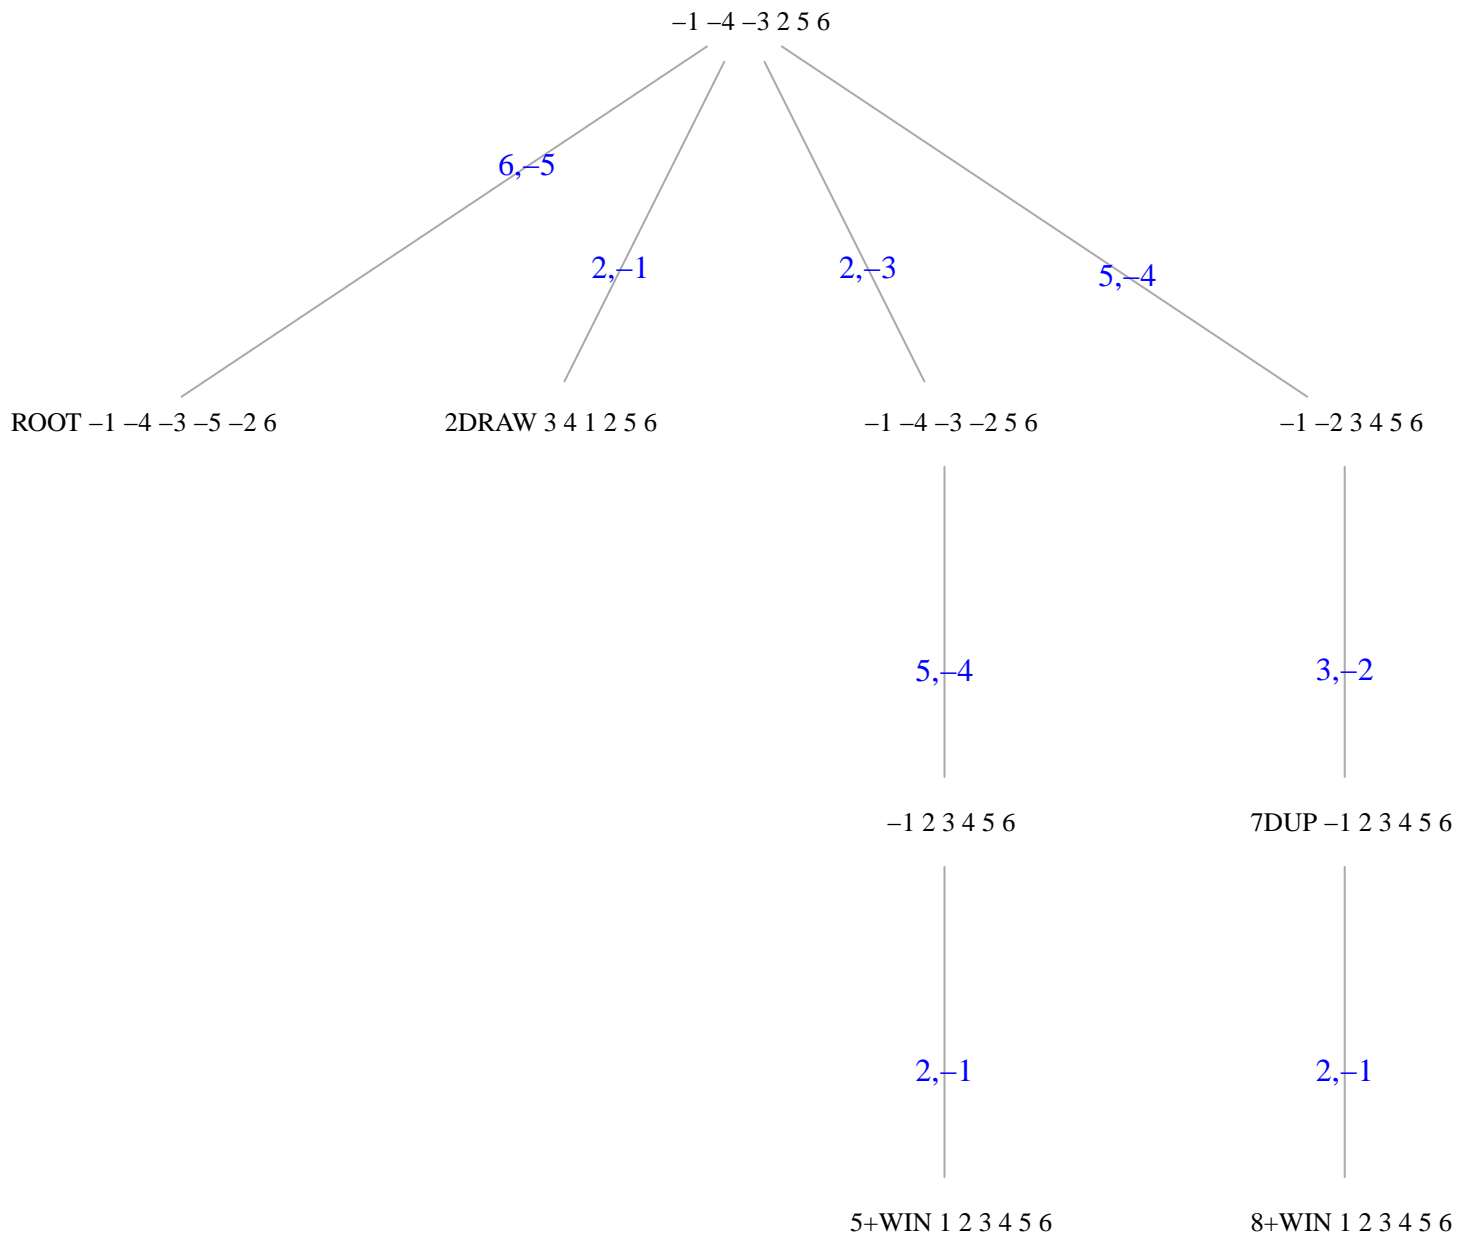 –1 –4 –3 2 5 6
6,–5
2,–1
2,–3
5,–4
ROOT –1 –4 –3 –5 –2 6
2DRAW 3 4 1 2 5 6
–1 –4 –3 –2 5 6
–1 –2 3 4 5 6
5,–4
3,–2
–1 2 3 4 5 6
7DUP –1 2 3 4 5 6
2,–1
2,–1
5+WIN 1 2 3 4 5 6
8+WIN 1 2 3 4 5 6